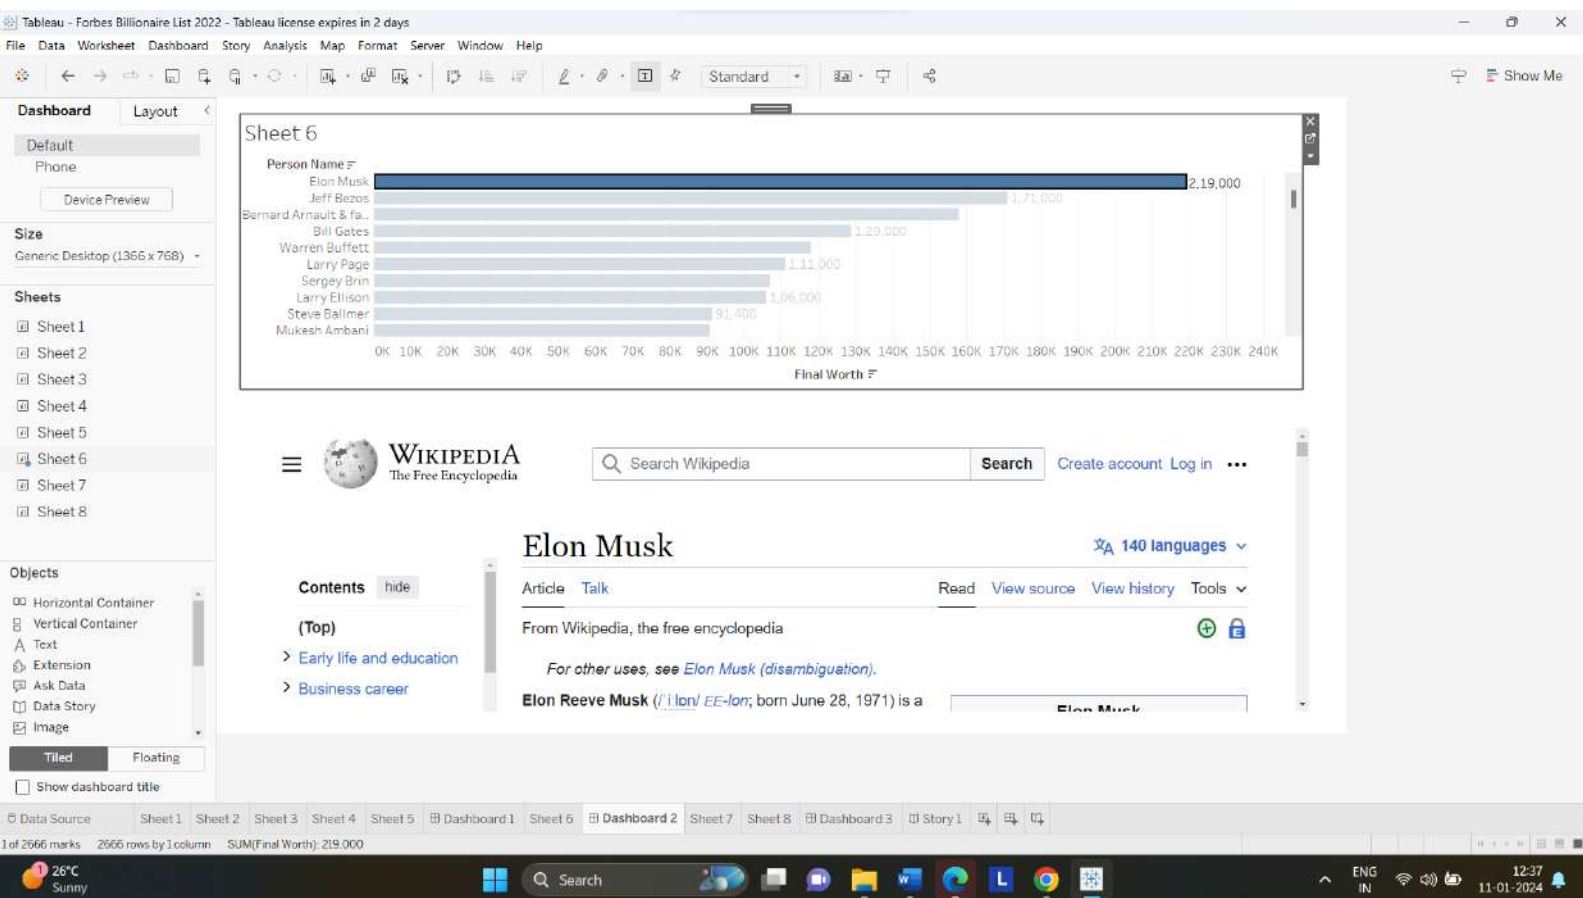 Tableau - Forbes Billionaire List 2022 - Tableau license expires in 2 days
File Data Worksheet Dashboard Story Analysis Map Format Server Window Help
Standard
Show Me
Dashboard Layout
Default
Phone
Device Preview
Size
Generic Desktop (1366 x 768)
Sheets
Sheet 1
Sheet 2
Sheet 3
Sheet 4
Sheet 5
Sheet 6
Sheet 7
Sheet 8
Objects
Horizontal Container
Vertical Container
Text
Extension
Ask Data
Data Story
Image
Tiled Floating
Show dashboard title
Sheet 6
Person Name
Elon Musk 2,19,000
Jeff Bezos 1,71,000
Bernard Arnault & fa..
Bill Gates 1,29,000
Warren Buffett
Larry Page 1,11,000
Sergey Brin
Larry Ellison 1,06,000
Steve Ballmer 91,400
Mukesh Ambani
0K 10K 20K 30K 40K 50K 60K 70K 80K 90K 100K 110K 120K 130K 140K 150K 160K 170K 180K 190K 200K 210K 220K 230K 240K
Final Worth
WIKIPEDIA
The Free Encyclopedia
Search Wikipedia Search Create account Log in
Elon Musk
140 languages
Contents hide
Article Talk Read View source View history Tools
(Top)
From Wikipedia, the free encyclopedia
Early life and education
For other uses, see Elon Musk (disambiguation).
Business career
Elon Reeve Musk (/ˈiːlɒn/ EE-lon; born June 28, 1971) is a
Elon Musk
Data Source Sheet 1 Sheet 2 Sheet 3 Sheet 4 Sheet 5 Dashboard 1 Sheet 6 Dashboard 2 Sheet 7 Sheet 8 Dashboard 3 Story 1
1 of 2666 marks 2666 rows by 1 column SUM(Final Worth): 219.000
1
26°C
Sunny
Search
ENG
IN
12:37
11-01-2024